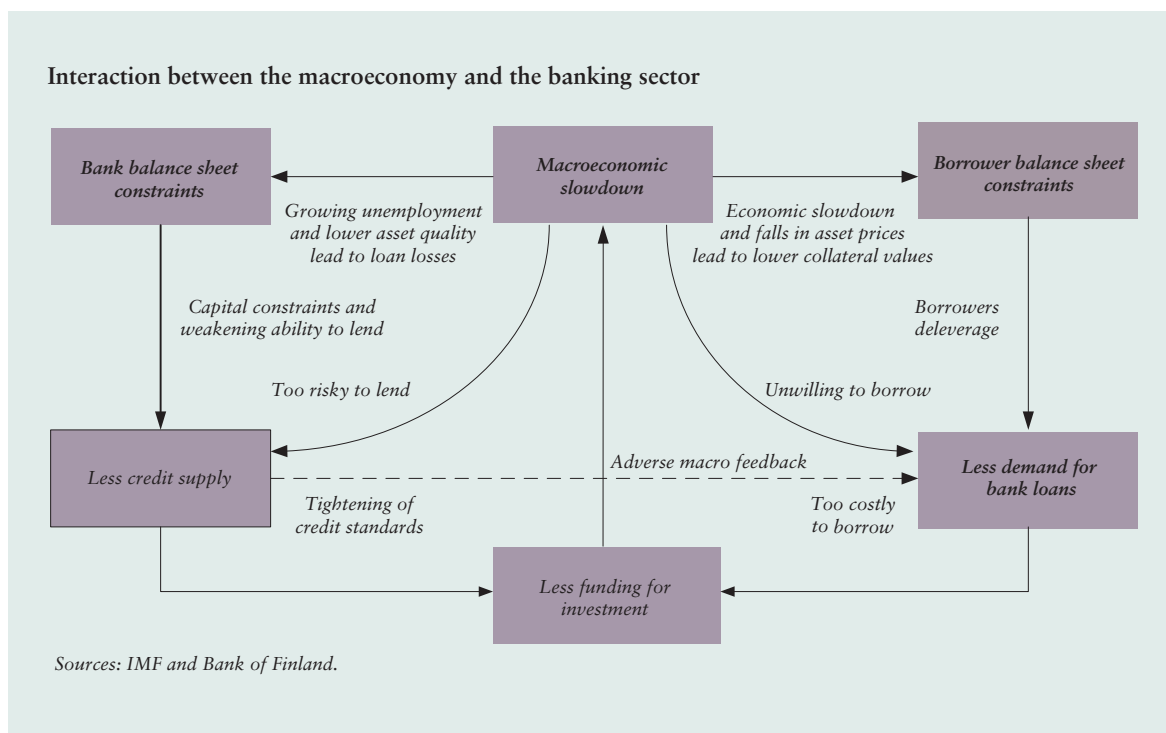 Interaction between the macroeconomy and the banking sector
Bank balance sheet
constraints
Macroeconomic
slowdown
Borrower balance sheet
constraints
Growing unemployment
and lower asset quality
lead to loan losses
Economic slowdown
and falls in asset prices
lead to lower collateral values
Capital constraints and
weakening ability to lend
Borrowers
deleverage
Too risky to lend
Unwilling to borrow
Less credit supply
Adverse macro feedback
Less demand for
bank loans
Tightening of
credit standards
Too costly
to borrow
Less funding for
investment
Sources: IMF and Bank of Finland.